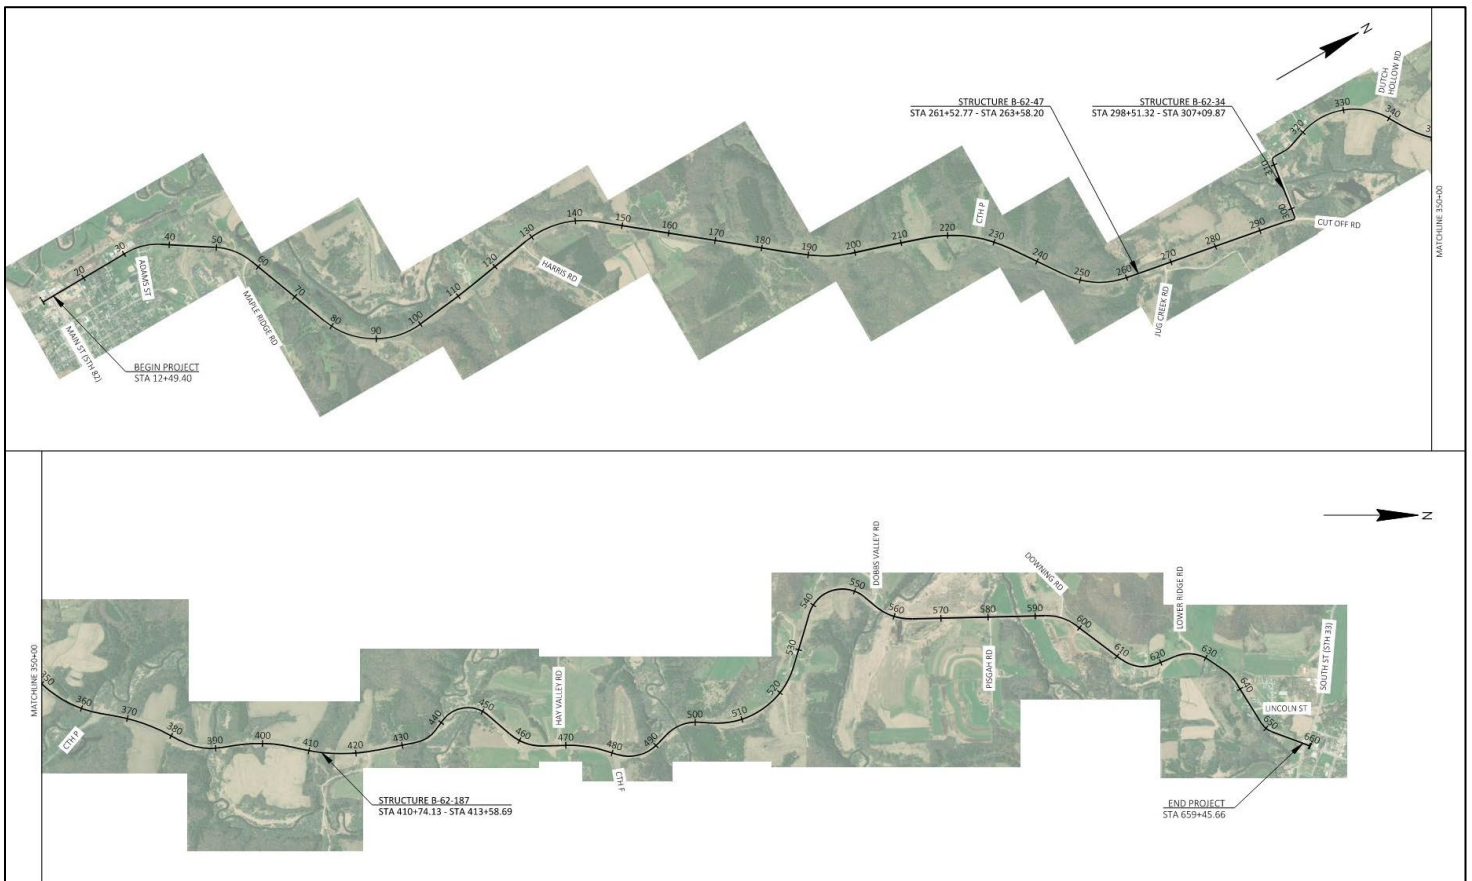 N
DUTCH
HOLLOW RD
STRUCTURE B-62-47
STA 261+52.77 - STA 263+58.20
STRUCTURE B-62-34
STA 298+51.32 - STA 307+09.87
330
340
320
310
300
CUT OFF RD
MATCHLINE 350+00
20
30
40
50
60
70
80
90
100
110
120
130
140
150
160
170
180
190
200
210
220
230
240
250
260
270
280
290
ADAMS ST
MAIN ST (STH 82)
MAPLE RIDGE RD
HARRIS RD
CTH P
JUG CREEK RD
BEGIN PROJECT
STA 12+49.40
N
MATCHLINE 350+00
360
370
380
390
400
410
420
430
440
450
460
470
480
490
500
510
520
530
540
550
560
570
580
590
600
610
620
630
640
650
660
CTH P
HAY VALLEY RD
CTH F
DOBBS VALLEY RD
PISGAH RD
DOWNING RD
LOWER RIDGE RD
SOUTH ST (STH 33)
LINCOLN ST
STRUCTURE B-62-187
STA 410+74.13 - STA 413+58.69
END PROJECT
STA 659+45.66